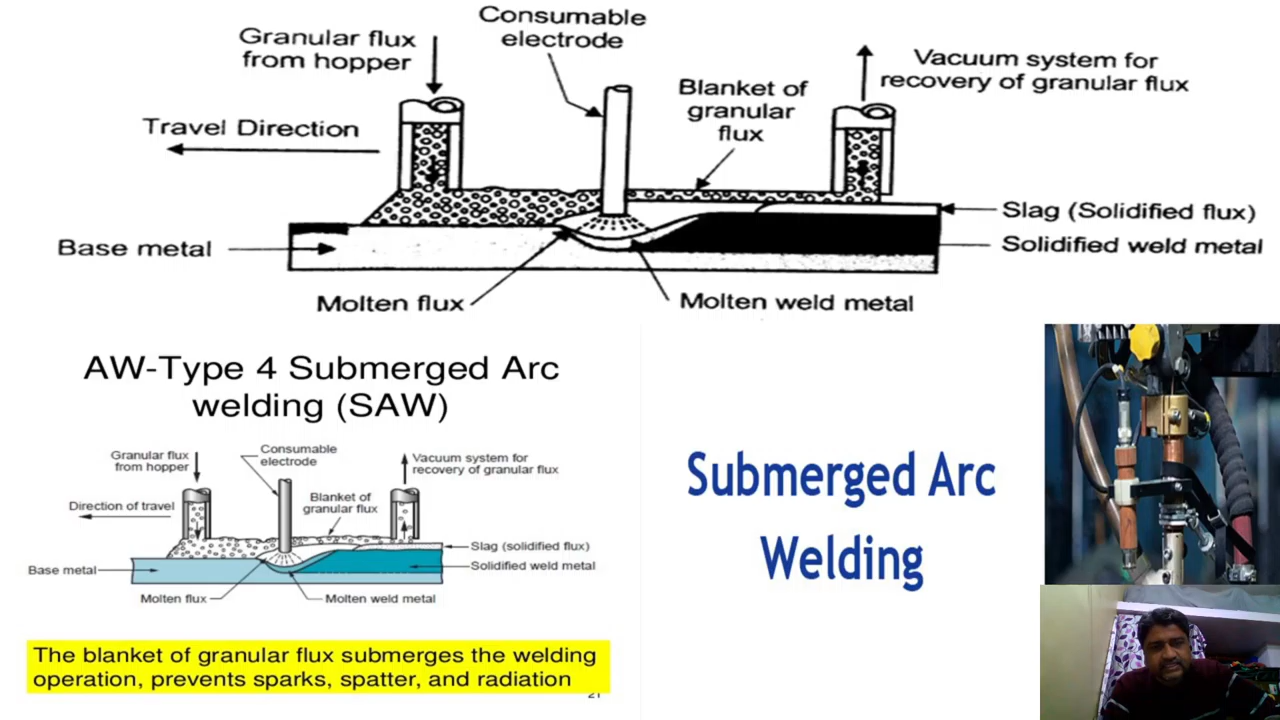 Granular flux
from hopper
Consumable
electrode
Blanket of
granular
flux
Vacuum system for
recovery of granular flux
Travel Direction
Slag (Solidified flux)
Base metal
Solidified weld metal
Molten flux
Molten weld metal
AW-Type 4 Submerged Arc
welding (SAW)
Granular flux
from hopper
Consumable
electrode
Vacuum system for
recovery of granular flux
Blanket of
granular flux
Direction of travel
Slag (solidified flux)
Base metal
Solidified weld metal
Molten flux
Molten weld metal
The blanket of granular flux submerges the welding
operation, prevents sparks, spatter, and radiation
21
Submerged Arc
Welding